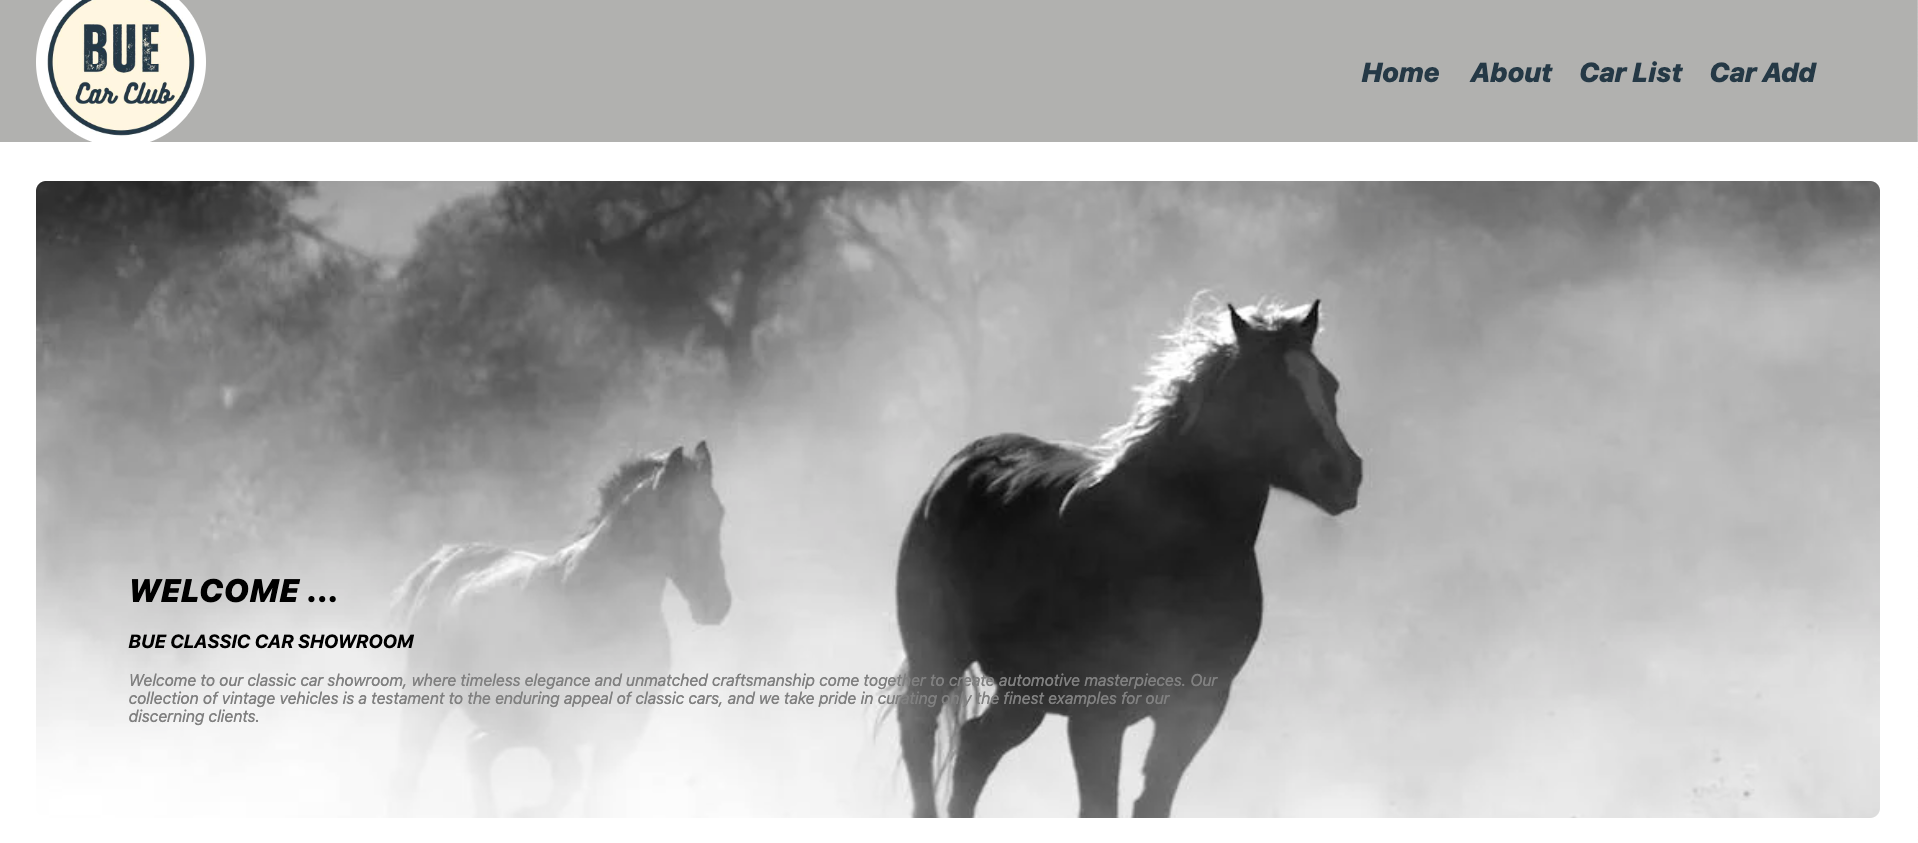 BUE
Car Club
Home About Car List Car Add
WELCOME ...
BUE CLASSIC CAR SHOWROOM
Welcome to our classic car showroom, where timeless elegance and unmatched craftsmanship come together to create automotive masterpieces. Our
collection of vintage vehicles is a testament to the enduring appeal of classic cars, and we take pride in curating only the finest examples for our
discerning clients.